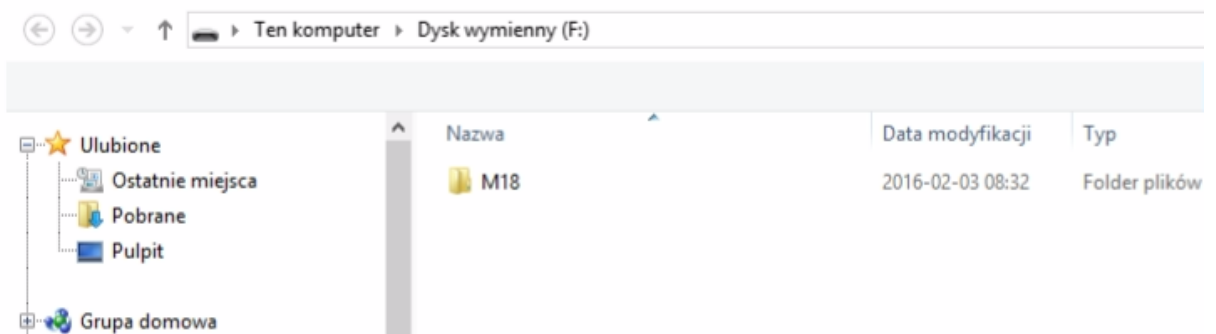 Ten komputer Dysk wymienny (F:)
Ulubione
Ostatnie miejsca
Pobrane
Pulpit
Grupa domowa
Nazwa Data modyfikacji Typ
M18 2016-02-03 08:32 Folder plików